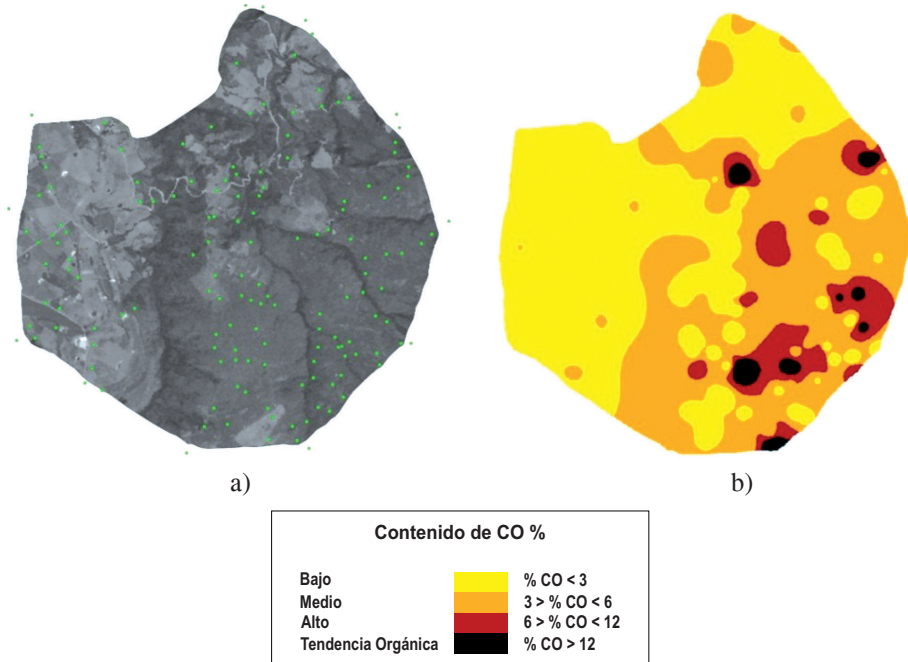 a)
b)
Contenido de CO %
Bajo % CO < 3
Medio 3 > % CO < 6
Alto 6 > % CO < 12
Tendencia Orgánica % CO > 12